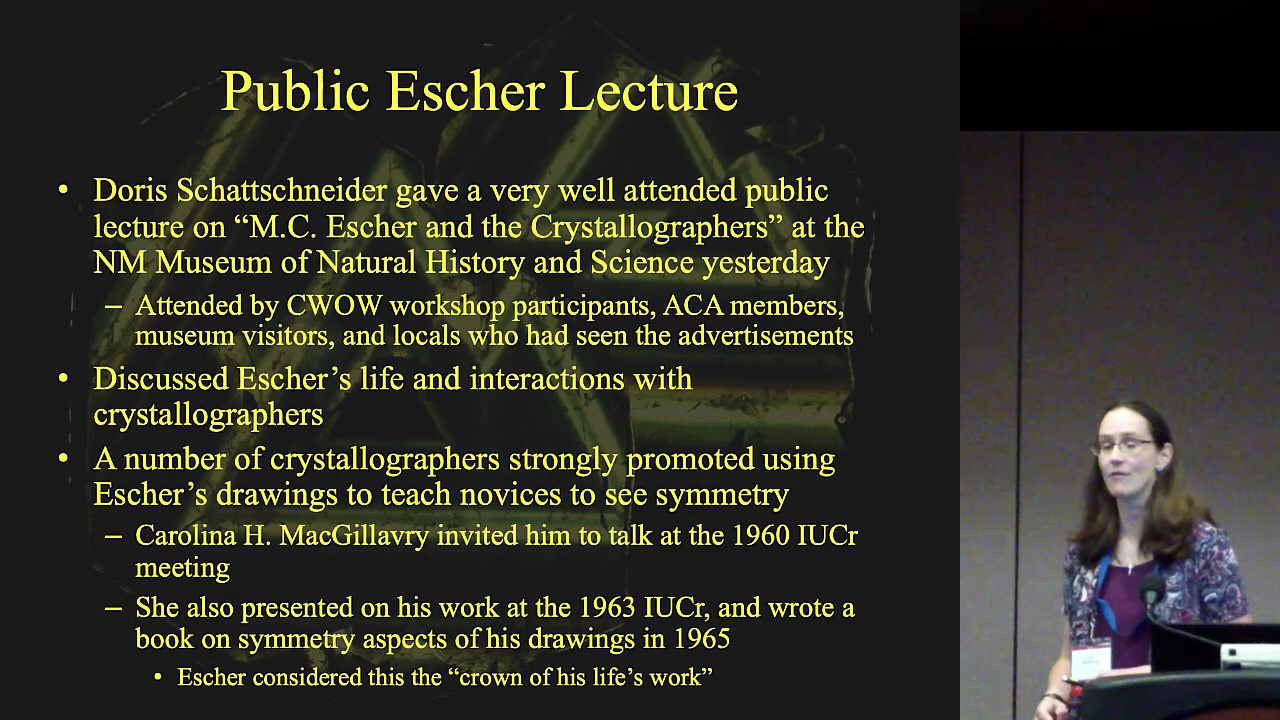 Public Escher Lecture
• Doris Schattschneider gave a very well attended public
lecture on “M.C. Escher and the Crystallographers” at the
NM Museum of Natural History and Science yesterday
– Attended by CWOW workshop participants, ACA members,
museum visitors, and locals who had seen the advertisements
• Discussed Escher’s life and interactions with
crystallographers
• A number of crystallographers strongly promoted using
Escher’s drawings to teach novices to see symmetry
– Carolina H. MacGillavry invited him to talk at the 1960 IUCr
meeting
– She also presented on his work at the 1963 IUCr, and wrote a
book on symmetry aspects of his drawings in 1965
• Escher considered this the “crown of his life’s work”